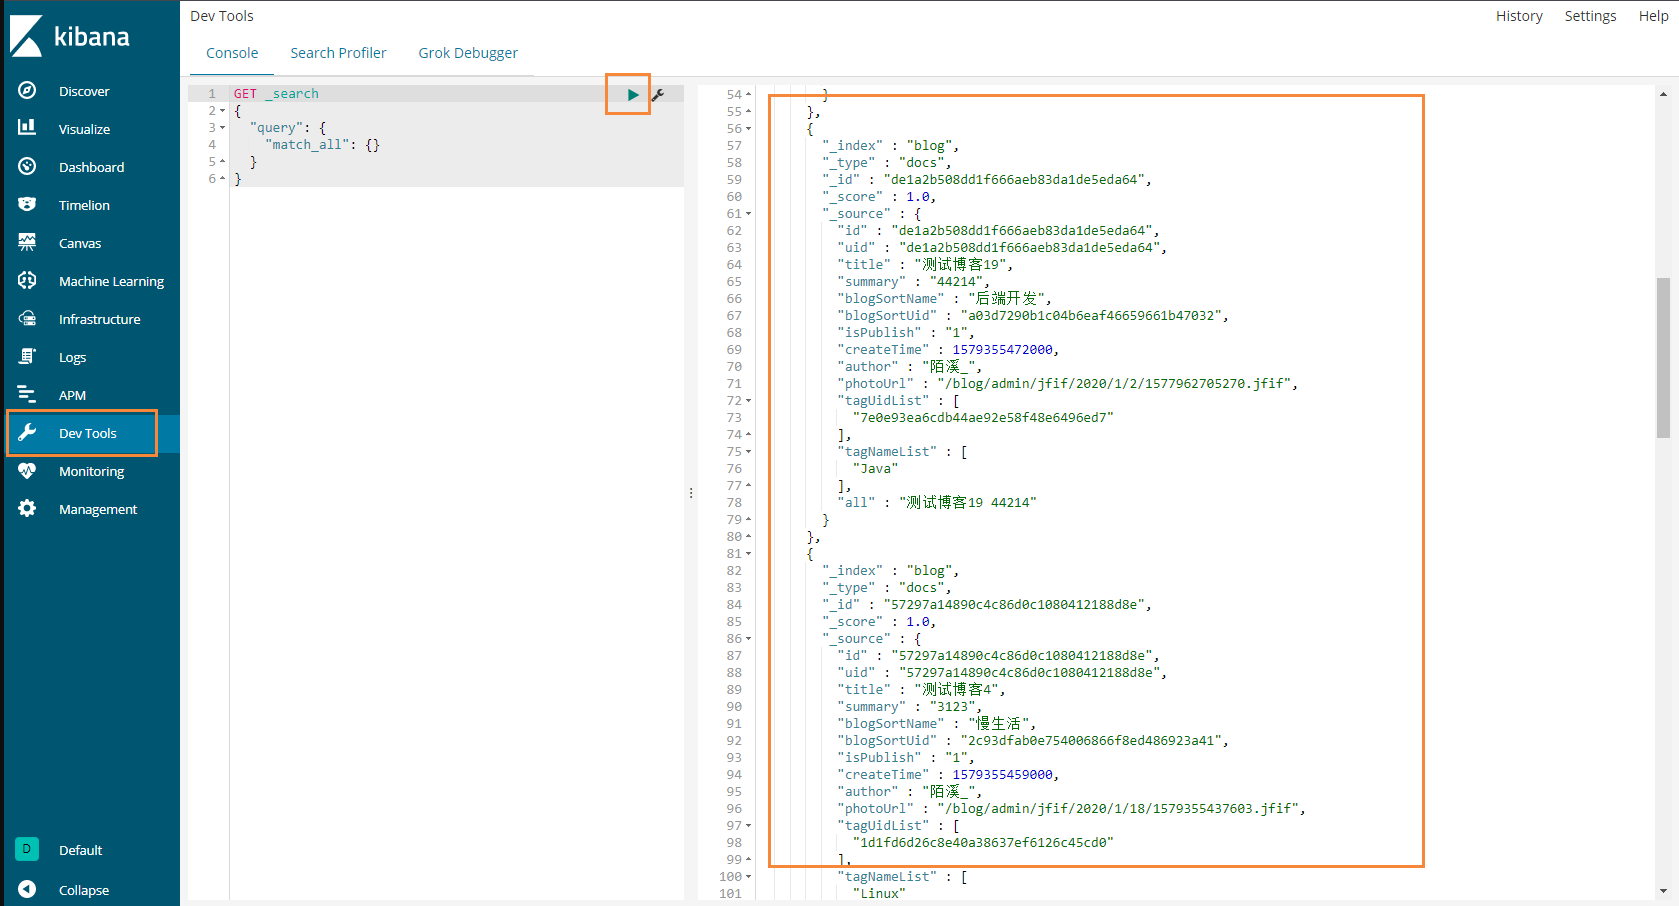 kibana
Discover
Visualize
Dashboard
Timelion
Canvas
Machine Learning
Infrastructure
Logs
APM
Dev Tools
Monitoring
Management
D
Default
Collapse
Dev Tools
History Settings Help
Console Search Profiler Grok Debugger
1 GET _search
2 {
3 "query": {
4 "match_all": {}
5 }
6 }
54 }
55 },
56 {
57 "_index" : "blog",
58 "_type" : "docs",
59 "_id" : "de1a2b508dd1f666aeb83da1de5eda64",
60 "_score" : 1.0,
61 "_source" : {
62 "id" : "de1a2b508dd1f666aeb83da1de5eda64",
63 "uid" : "de1a2b508dd1f666aeb83da1de5eda64",
64 "title" : "测试博客19",
65 "summary" : "44214",
66 "blogSortName" : "后端开发",
67 "blogSortUid" : "a03d7290b1c04b6eaf46659661b47032",
68 "isPublish" : "1",
69 "createTime" : 1579355472000,
70 "author" : "陌溪_",
71 "photoUrl" : "/blog/admin/jfif/2020/1/2/1577962705270.jfif",
72 "tagUidList" : [
73 "7e0e93ea6cdb44ae92e58f48e6496ed7"
74 ],
75 "tagNameList" : [
76 "Java"
77 ],
78 "all" : "测试博客19 44214"
79 }
80 },
81 {
82 "_index" : "blog",
83 "_type" : "docs",
84 "_id" : "57297a14890c4c86d0c1080412188d8e",
85 "_score" : 1.0,
86 "_source" : {
87 "id" : "57297a14890c4c86d0c1080412188d8e",
88 "uid" : "57297a14890c4c86d0c1080412188d8e",
89 "title" : "测试博客4",
90 "summary" : "3123",
91 "blogSortName" : "慢生活",
92 "blogSortUid" : "2c93dfab0e754006866f8ed486923a41",
93 "isPublish" : "1",
94 "createTime" : 1579355459000,
95 "author" : "陌溪_",
96 "photoUrl" : "/blog/admin/jfif/2020/1/18/1579355437603.jfif",
97 "tagUidList" : [
98 "1d1fd6d26c8e40a38637ef6126c45cd0"
99 ],
100 "tagNameList" : [
101 "Linux"